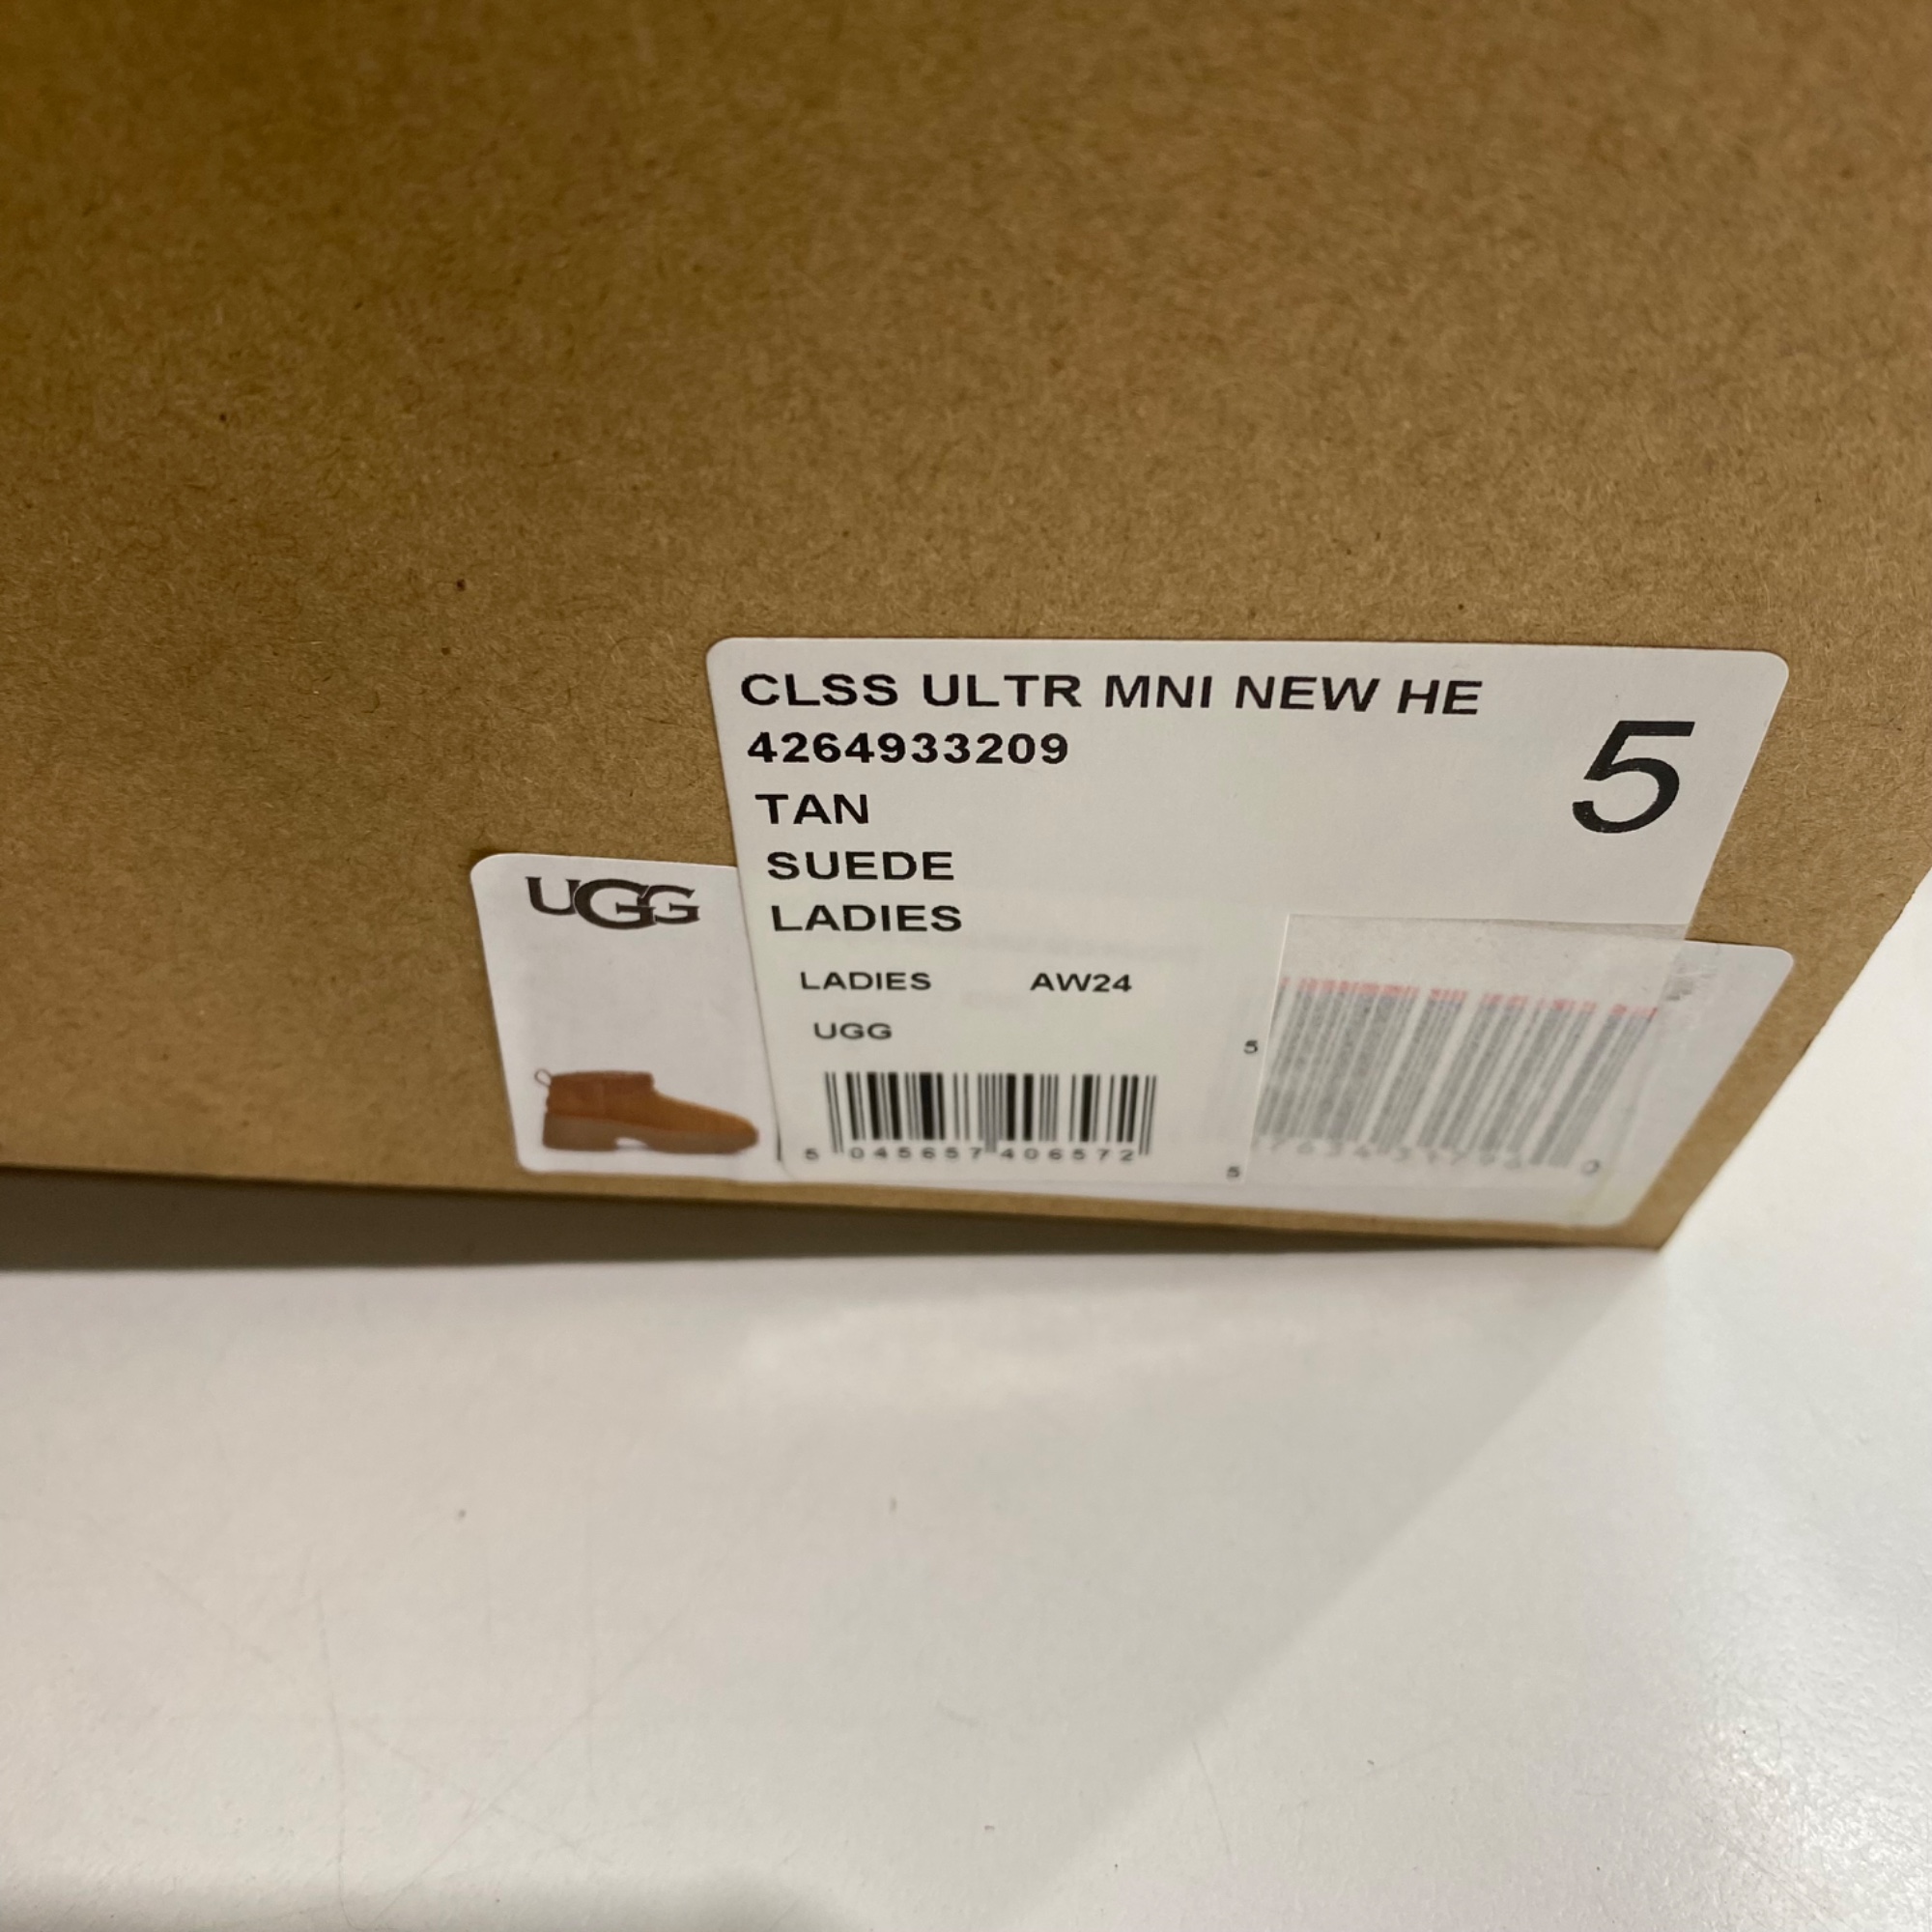 CLSS ULTR MNI NEW HE
4264933209
5
TAN
SUEDE
LADIES
UGG
LADIES AW24
UGG
5
5 045657 406572
5